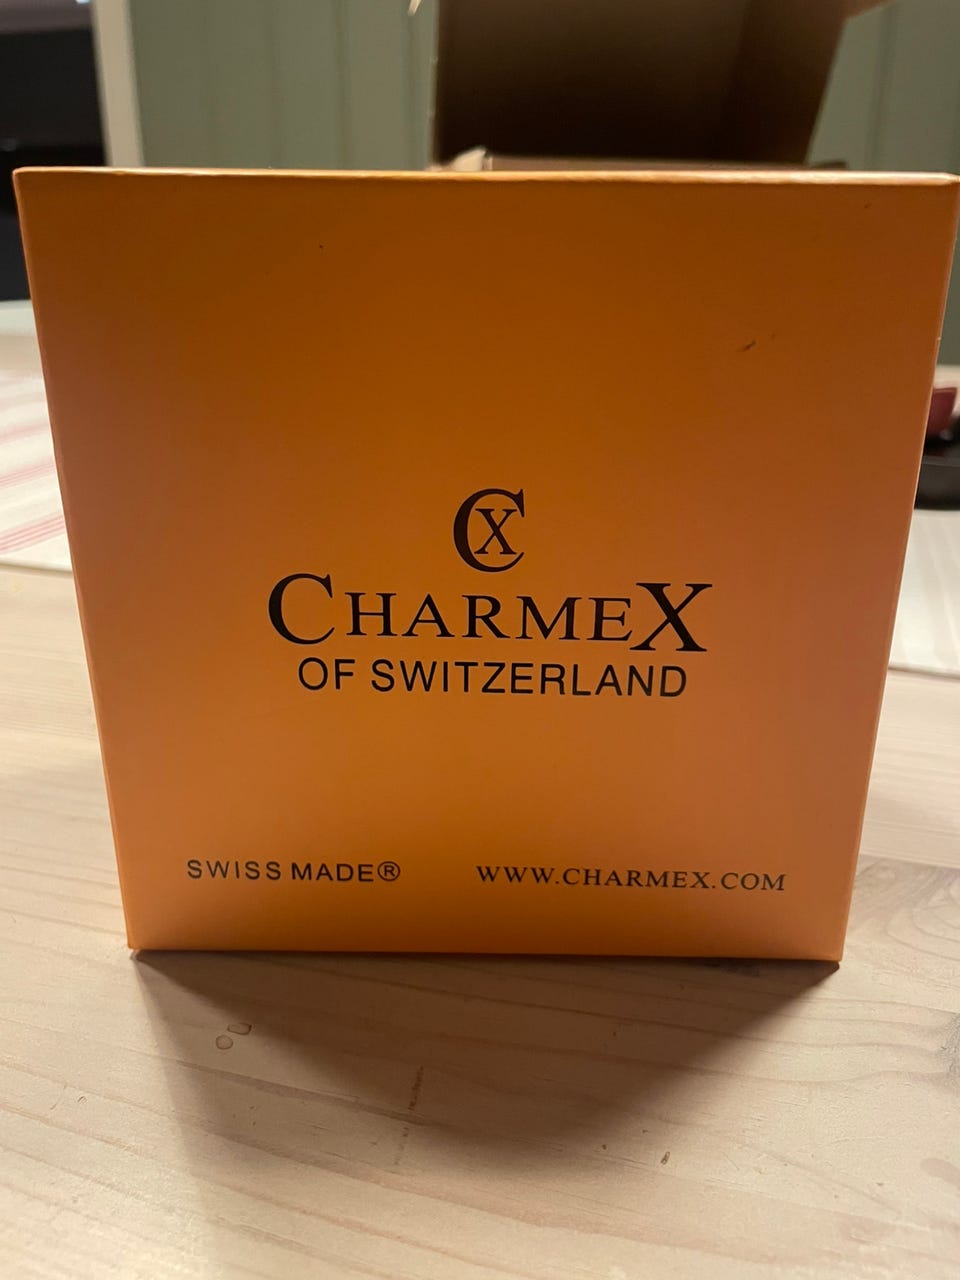 CX
CHARMEX
OF SWITZERLAND
SWISS MADE® WWW.CHARMEX.COM